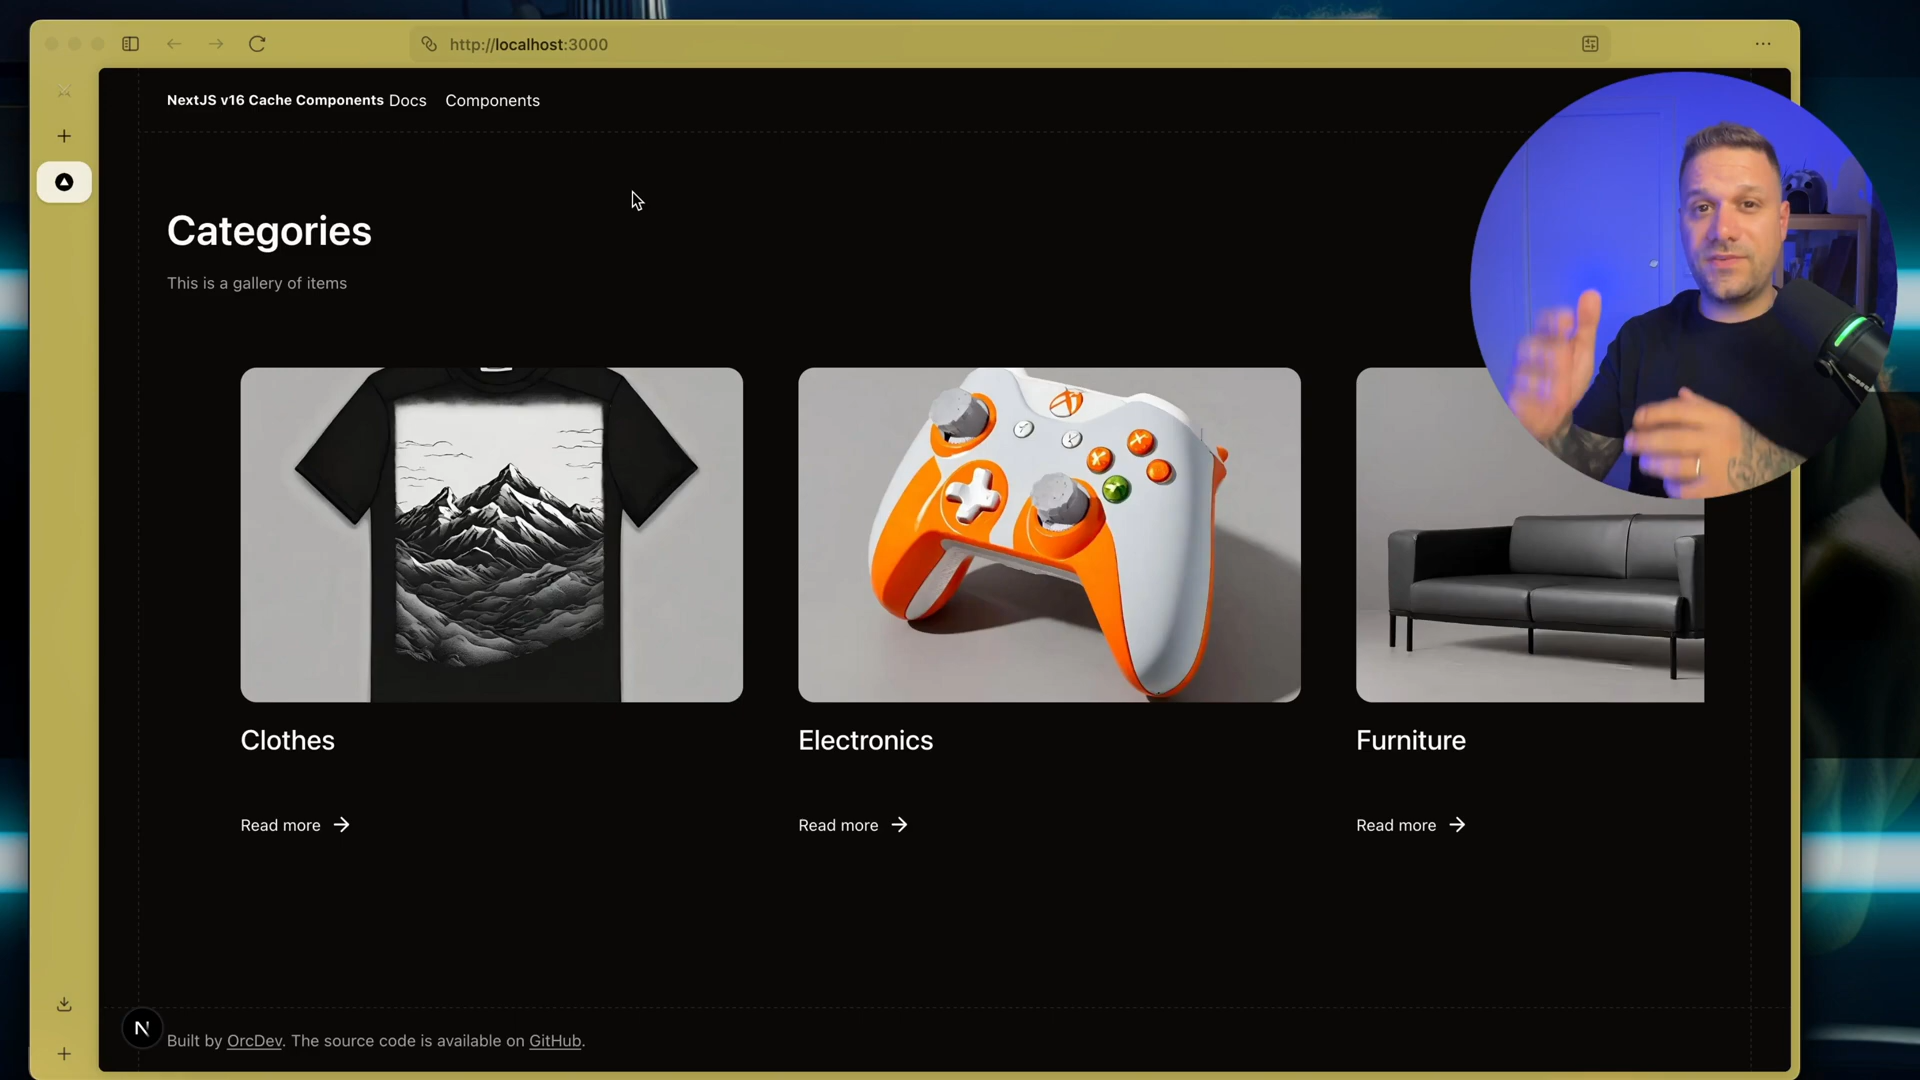 http://localhost:3000
NextJS v16 Cache Components Docs Components
Categories
This is a gallery of items
Clothes
Electronics
Furniture
Read more
Read more
Read more
N
Built by OrcDev. The source code is available on GitHub.